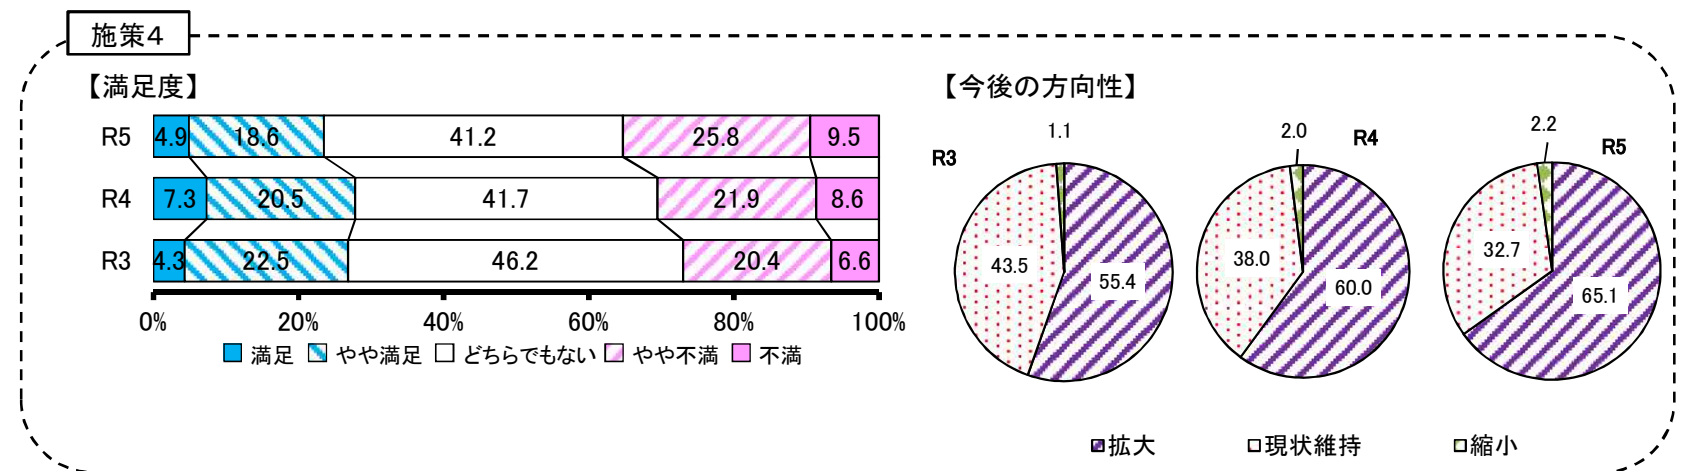 施策4
【満足度】
R5 4.9 18.6 41.2 25.8 9.5
R4 7.3 20.5 41.7 21.9 8.6
R3 4.3 22.5 46.2 20.4 6.6
0% 20% 40% 60% 80% 100%
満足 やや満足 どちらでもない やや不満 不満
【今後の方向性】
R3
1.1
43.5
55.4
R4
2.0
38.0
60.0
R5
2.2
32.7
65.1
拡大 現状維持 縮小